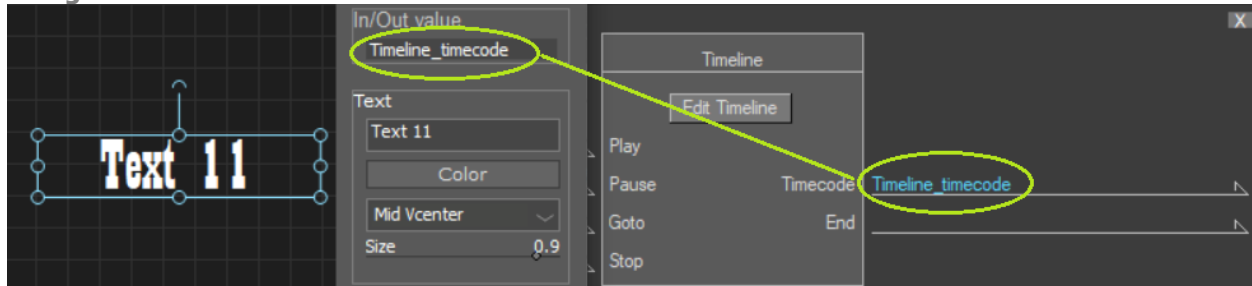 In/Out value
X
Timeline_timecode
Timeline
Edit Timeline
Text
Text 11
Text 11
Color
Mid Vcenter
Size 0.9
Play
Pause Timecode Timeline_timecode
Goto End
Stop